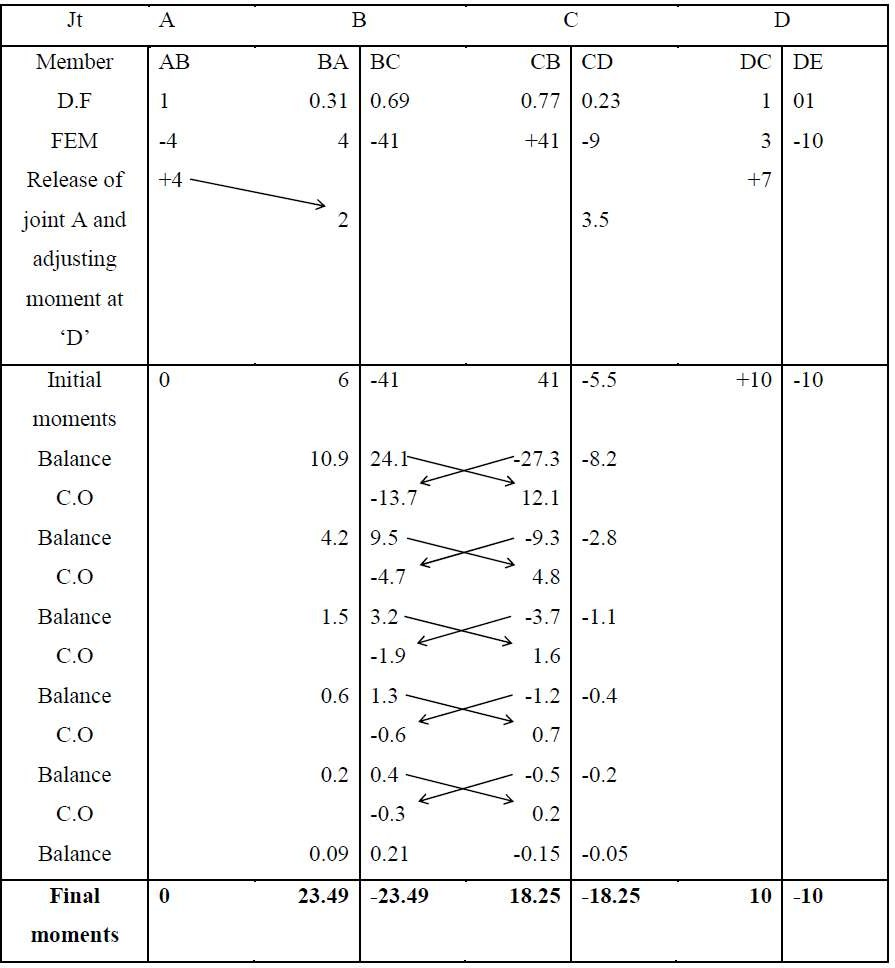 Jt A B C D
Member AB BA BC CB CD DC DE
D.F 1 0.31 0.69 0.77 0.23 1 01
FEM -4 4 -41 +41 -9 3 -10
Release of +4 +7
joint A and 2 3.5
adjusting
moment at
‘D’
Initial 0 6 -41 41 -5.5 +10 -10
moments
Balance 10.9 24.1 -27.3 -8.2
C.O -13.7 12.1
Balance 4.2 9.5 -9.3 -2.8
C.O -4.7 4.8
Balance 1.5 3.2 -3.7 -1.1
C.O -1.9 1.6
Balance 0.6 1.3 -1.2 -0.4
C.O -0.6 0.7
Balance 0.2 0.4 -0.5 -0.2
C.O -0.3 0.2
Balance 0.09 0.21 -0.15 -0.05
Final 0 23.49 -23.49 18.25 -18.25 10 -10
moments